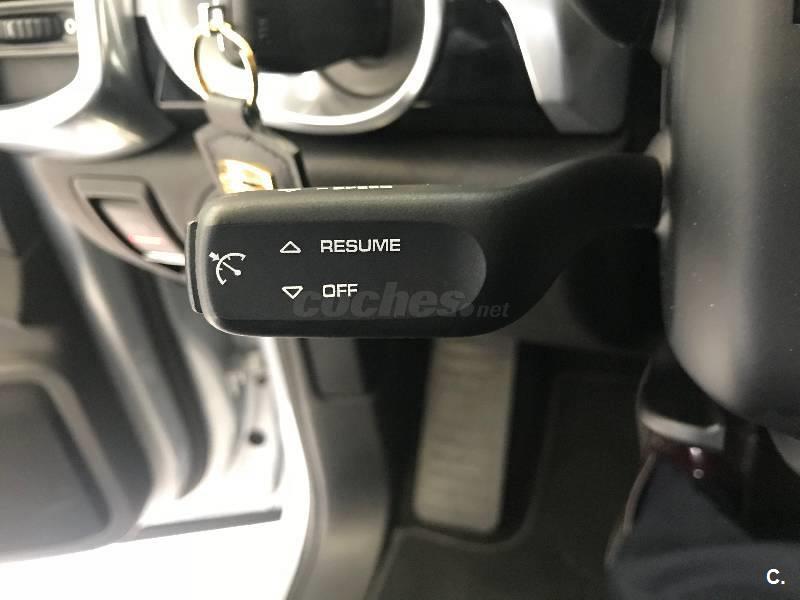 RESUME
OFF
coches.net
C.